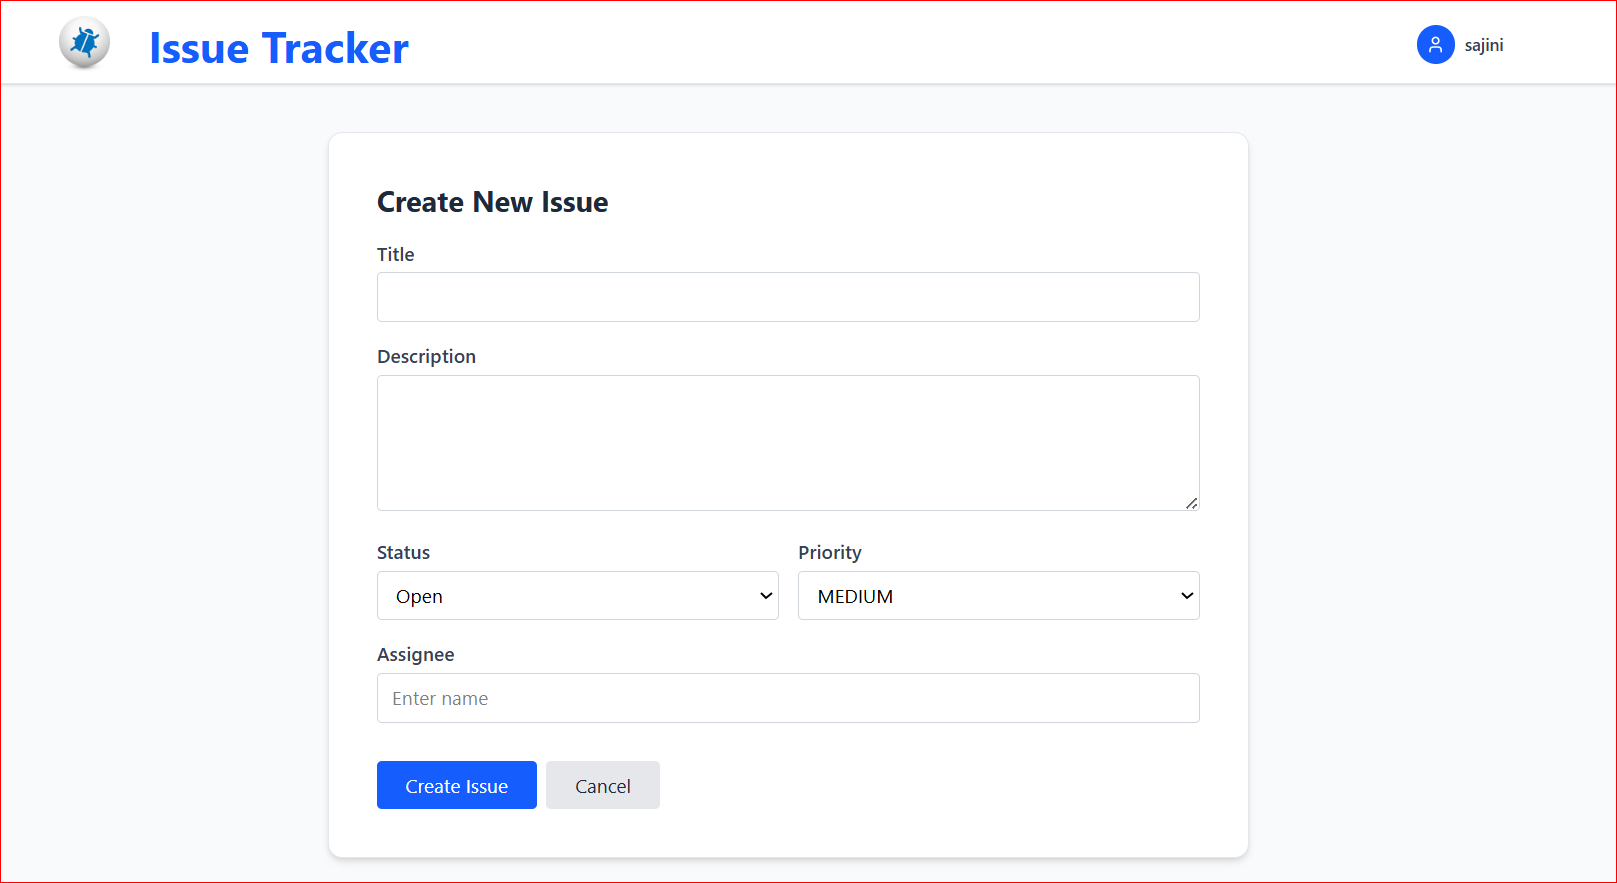 Issue Tracker
sajini
Create New Issue
Title
Description
Status
Priority
Open
MEDIUM
Assignee
Enter name
Create Issue
Cancel